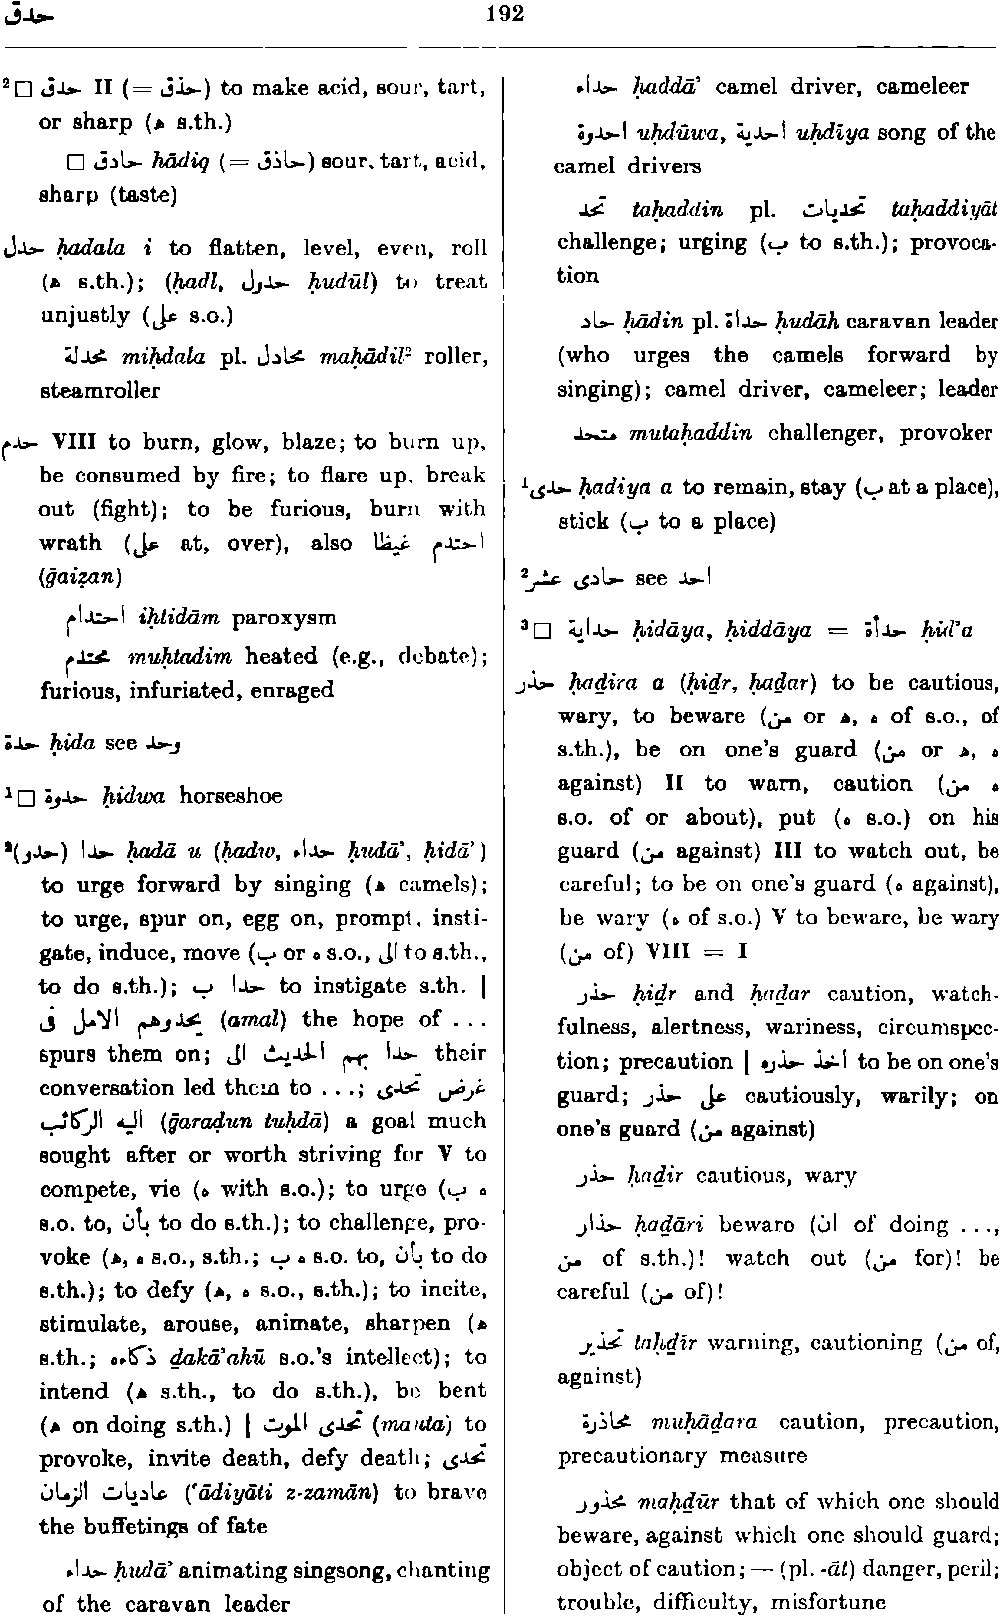 حدق
192
² □ حدق II (= حذق) to make acid, sour, tart,
or sharp (ه s.th.)
□ حادق ḥādiq (= حاذق) sour, tart, acid,
sharp (taste)
حدل ḥadala i to flatten, level, even, roll
(ه s.th.); (ḥadl, حدول ḥudūl) to treat
unjustly (على s.o.)
محدلة miḥdala pl. محادل maḥādil² roller,
steamroller
حدم VIII to burn, glow, blaze; to burn up,
be consumed by fire; to flare up, break
out (fight); to be furious, burn with
wrath (على at, over), also احتدم غيظا
(ḡaiẓan)
احتدام iḥtidām paroxysm
محتدم muḥtadim heated (e.g., debate);
furious, infuriated, enraged
حدة ḥida see وحد
¹ □ حدوة ḥidwa horseshoe
²(حدو) حدا ḥadā u (ḥadw, حداء ḥudā’, ḥidā’)
to urge forward by singing (ه camels);
to urge, spur on, egg on, prompt, insti-
gate, induce, move (ب or ه s.o., الى to s.th.,
to do s.th.); حدا ب to instigate s.th. |
يحدوهم الامل فى (amal) the hope of ...
spurs them on; حدا بهم الحديث الى their
conversation led them to ...; غرض تحدى
اليه الركائب (ḡaraḍun tuḥdā) a goal much
sought after or worth striving for V to
compete, vie (ه with s.o.); to urge (ه ب
s.o. to, بأن to do s.th.); to challenge, pro-
voke (ه, ه s.o., s.th.; ه ب s.o. to, بأن to do
s.th.); to defy (ه, ه s.o., s.th.); to incite,
stimulate, arouse, animate, sharpen (ه
s.th.; ذكاءه ḏakā’ahū s.o.’s intellect); to
intend (ه s.th., to do s.th.), be bent
(ه on doing s.th.) | تحدى الموت (mauta) to
provoke, invite death, defy death; تحدى
عاديات الزمان (‘ādiyāti z-zamān) to brave
the buffetings of fate
حداء ḥudā’ animating singsong, chanting
of the caravan leader
حداء ḥaddā’ camel driver, cameleer
احدوة uḥdūwa, احدية uḥdīya song of the
camel drivers
تحد taḥaddin pl. تحديات taḥaddiyāt
challenge; urging (ب to s.th.); provoca-
tion
حاد ḥādin pl. حداة ḥudāh caravan leader
(who urges the camels forward by
singing); camel driver, cameleer; leader
متحد mutaḥaddin challenger, provoker
¹حدى ḥadiya a to remain, stay (ب at a place),
stick (ب to a place)
²حادى عشر see احد
³ □ حداية ḥidāya, ḥiddāya = حدأة ḥid’a
حذر ḥaḏira a (ḥiḏr, ḥaḏar) to be cautious,
wary, to beware (من or ه, ه of s.o., of
s.th.), be on one’s guard (من or ه, ه
against) II to warn, caution (ه من
s.o. of or about), put (ه s.o.) on his
guard (من against) III to watch out, be
careful; to be on one’s guard (ه against),
be wary (ه of s.o.) V to beware, be wary
(من of) VIII = I
حذر ḥiḏr and ḥaḏar caution, watch-
fulness, alertness, wariness, circumspec-
tion; precaution | اخذ حذره to be on one’s
guard; على حذر cautiously, warily; on
one’s guard (من against)
حذر ḥaḏir cautious, wary
حذار ḥaḏāri beware (ان of doing ...,
من of s.th.)! watch out (من for)! be
careful (من of)!
تحذير taḥḏīr warning, cautioning (من of,
against)
محاذرة muḥāḏara caution, precaution,
precautionary measure
محذور maḥḏūr that of which one should
beware, against which one should guard;
object of caution; — (pl. -āt) danger, peril;
trouble, difficulty, misfortune